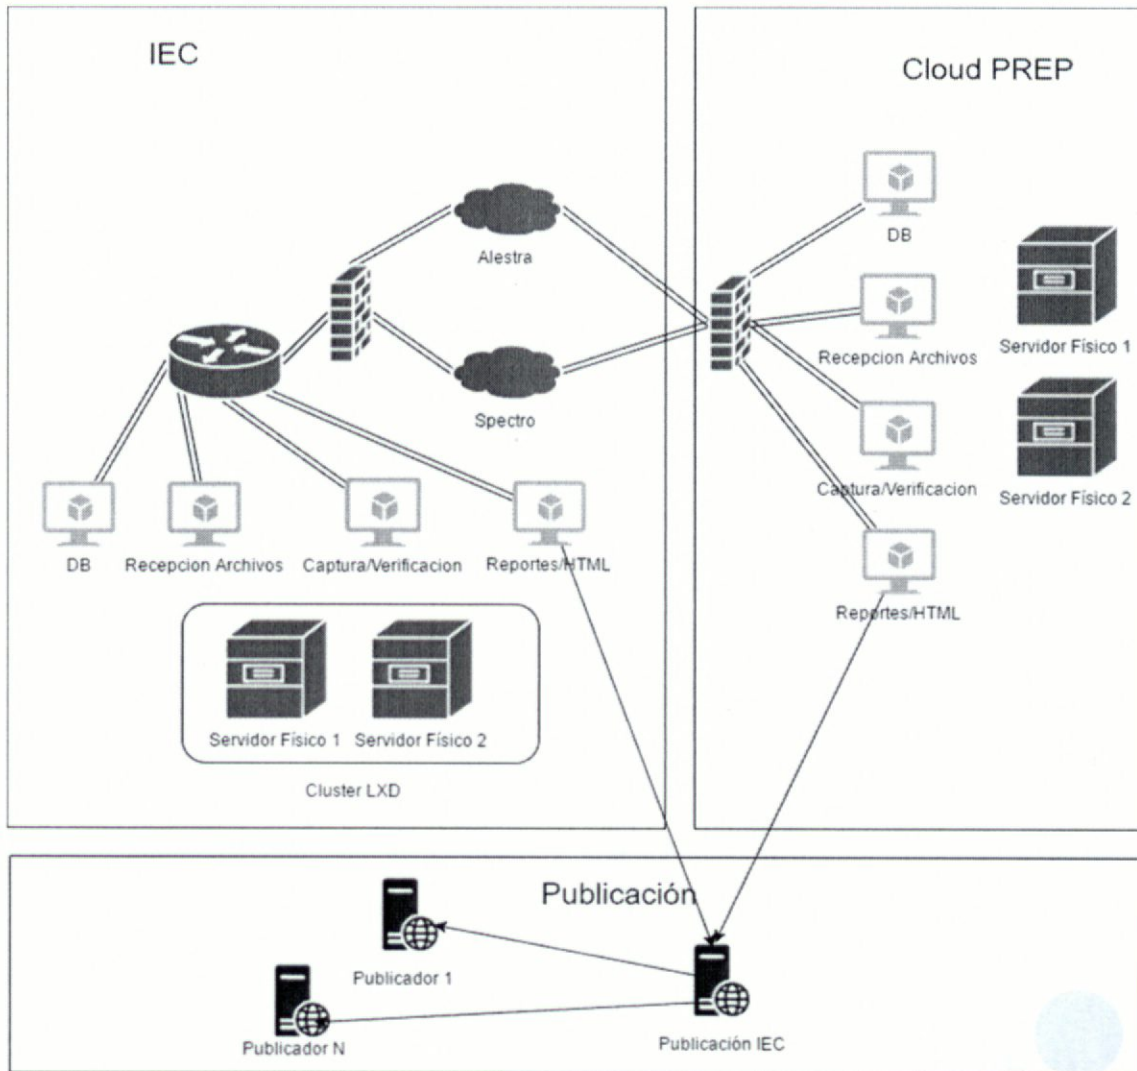 IEC
Alestra
Spectro
DB
Recepcion Archivos
Captura/Verificacion
Reportes/HTML
Servidor Físico 1
Servidor Físico 2
Cluster LXD
Cloud PREP
DB
Recepcion Archivos
Captura/Verificacion
Reportes/HTML
Servidor Físico 1
Servidor Físico 2
Publicación
Publicador 1
Publicador N
Publicación IEC